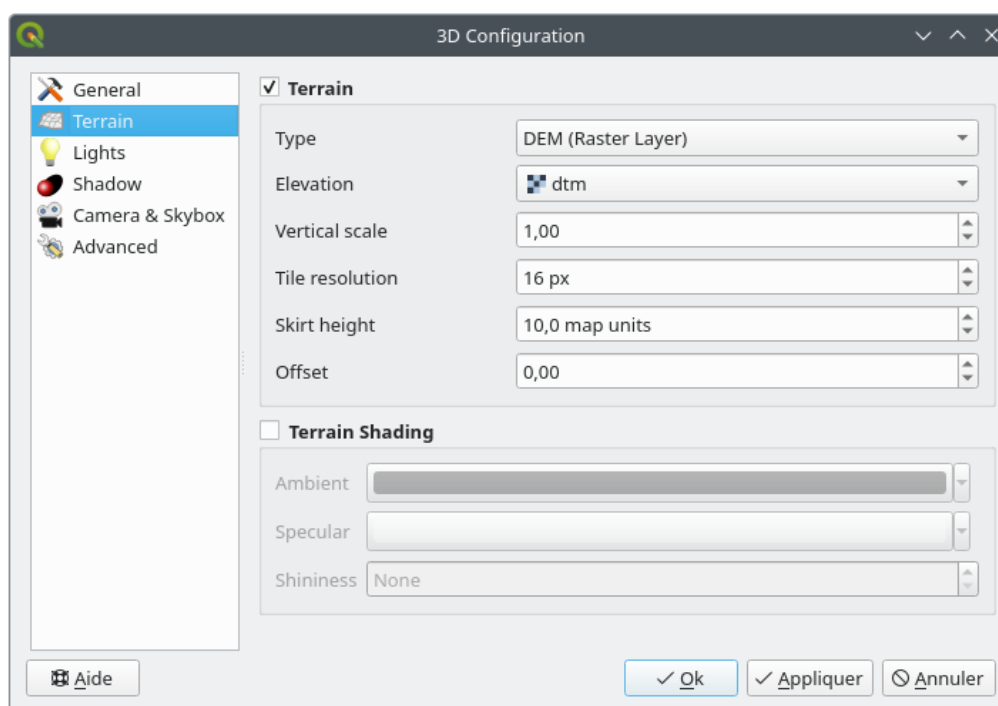 3D Configuration
General
Terrain
Lights
Shadow
Camera & Skybox
Advanced
Terrain
Type DEM (Raster Layer)
Elevation dtm
Vertical scale 1,00
Tile resolution 16 px
Skirt height 10,0 map units
Offset 0,00
Terrain Shading
Ambient
Specular
Shininess None
Aide Ok Appliquer Annuler